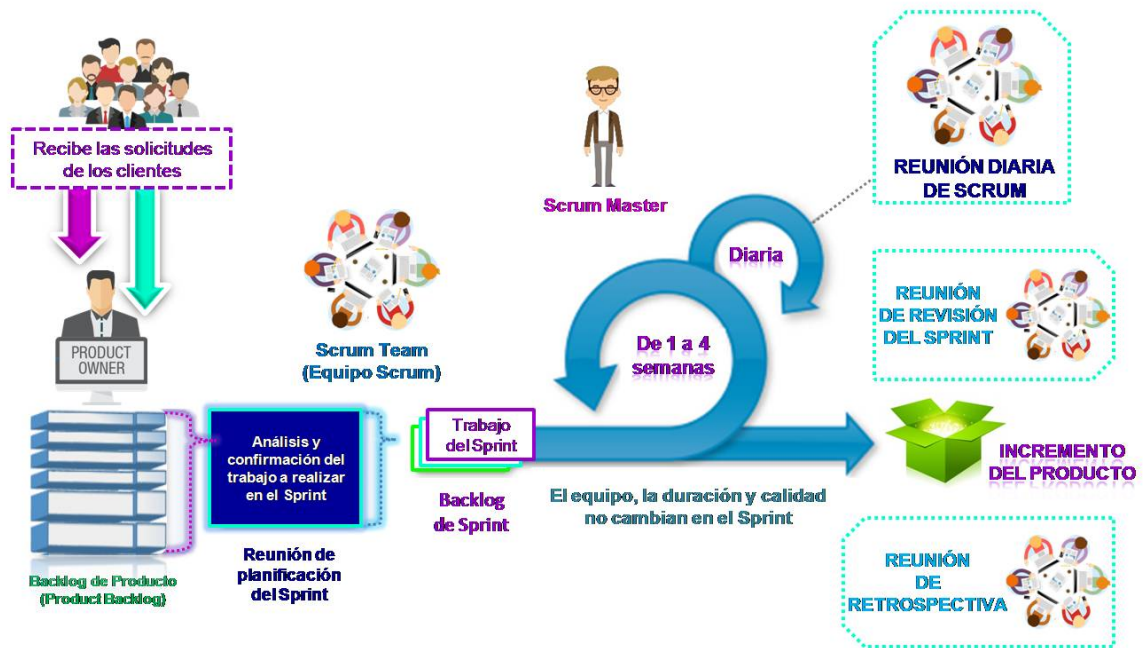 Recibe las solicitudes
de los clientes
PRODUCT
OWNER
Backlog de Producto
(Product Backlog)
Scrum Team
(Equipo Scrum)
Análisis y
confirmación del
trabajo a realizar
en el Sprint
Reunión de
planificación
del Sprint
Trabajo
del Sprint
Backlog
de Sprint
Scrum Master
Diaria
De 1 a 4
semanas
El equipo, la duración y calidad
no cambian en el Sprint
REUNIÓN DIARIA
DE SCRUM
REUNIÓN
DE REVISIÓN
DEL SPRINT
INCREMENTO
DEL PRODUCTO
REUNIÓN
DE
RETROSPECTIVA